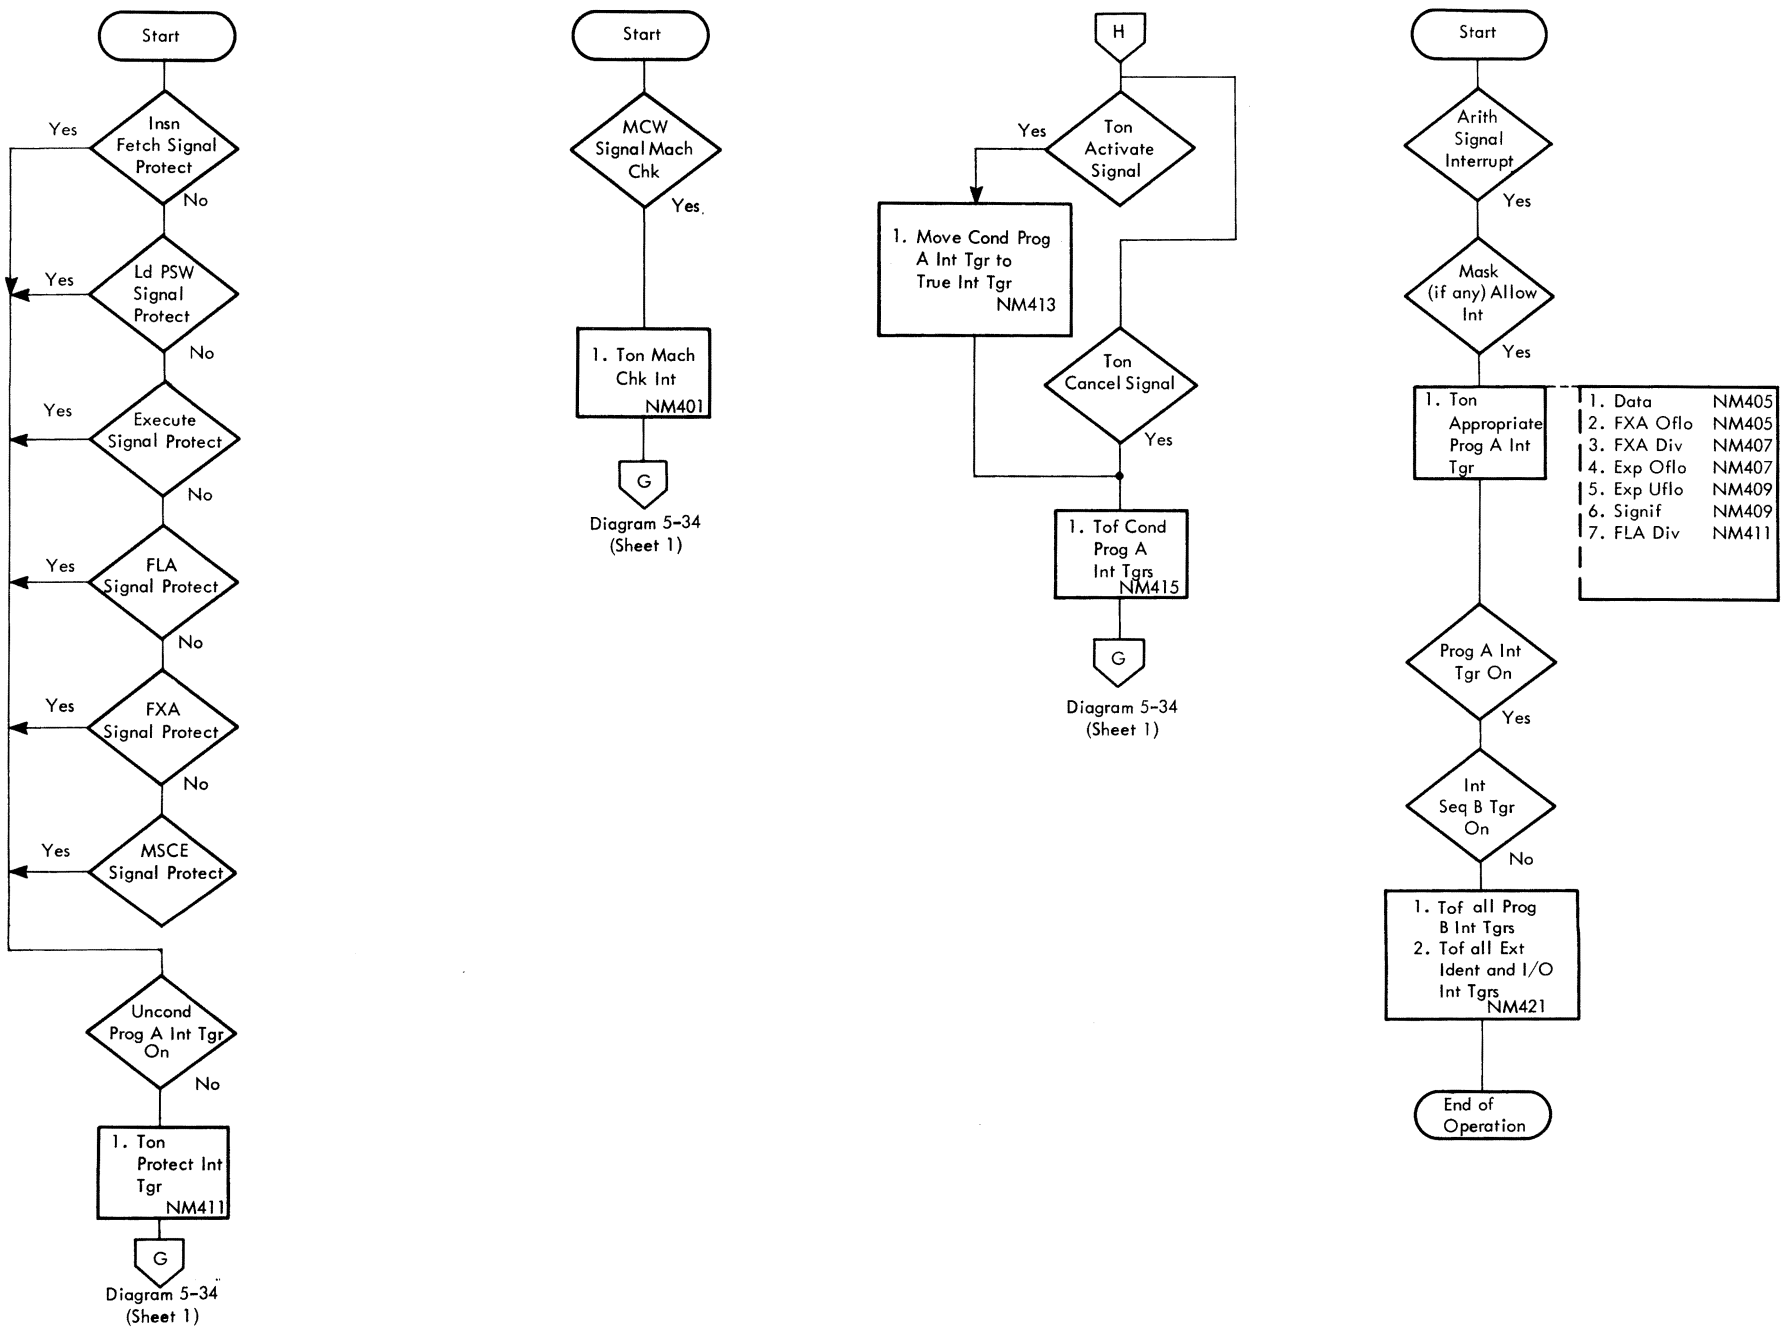 Start
Insn
Fetch Signal
Protect
Yes
No
Ld PSW
Signal
Protect
Yes
No
Execute
Signal Protect
Yes
No
FLA
Signal Protect
Yes
No
FXA
Signal Protect
Yes
No
MSCE
Signal Protect
Yes
Uncond
Prog A Int Tgr
On
No
1. Ton
Protect Int
Tgr
NM411
G
Diagram 5-34
(Sheet 1)
Start
MCW
Signal Mach
Chk
Yes
1. Ton Mach
Chk Int
NM401
G
Diagram 5-34
(Sheet 1)
H
Ton
Activate
Signal
Yes
1. Move Cond Prog
A Int Tgr to
True Int Tgr
NM413
Ton
Cancel Signal
Yes
1. Tof Cond
Prog A
Int Tgrs
NM415
G
Diagram 5-34
(Sheet 1)
Start
Arith
Signal
Interrupt
Yes
Mask
(if any) Allow
Int
Yes
1. Ton
Appropriate
Prog A Int
Tgr
1. Data NM405
2. FXA Oflo NM405
3. FXA Div NM407
4. Exp Oflo NM407
5. Exp Uflo NM409
6. Signif NM409
7. FLA Div NM411
Prog A Int
Tgr On
Yes
Int
Seq B Tgr
On
No
1. Tof all Prog
B Int Tgrs
2. Tof all Ext
Ident and I/O
Int Tgrs
NM421
End of
Operation